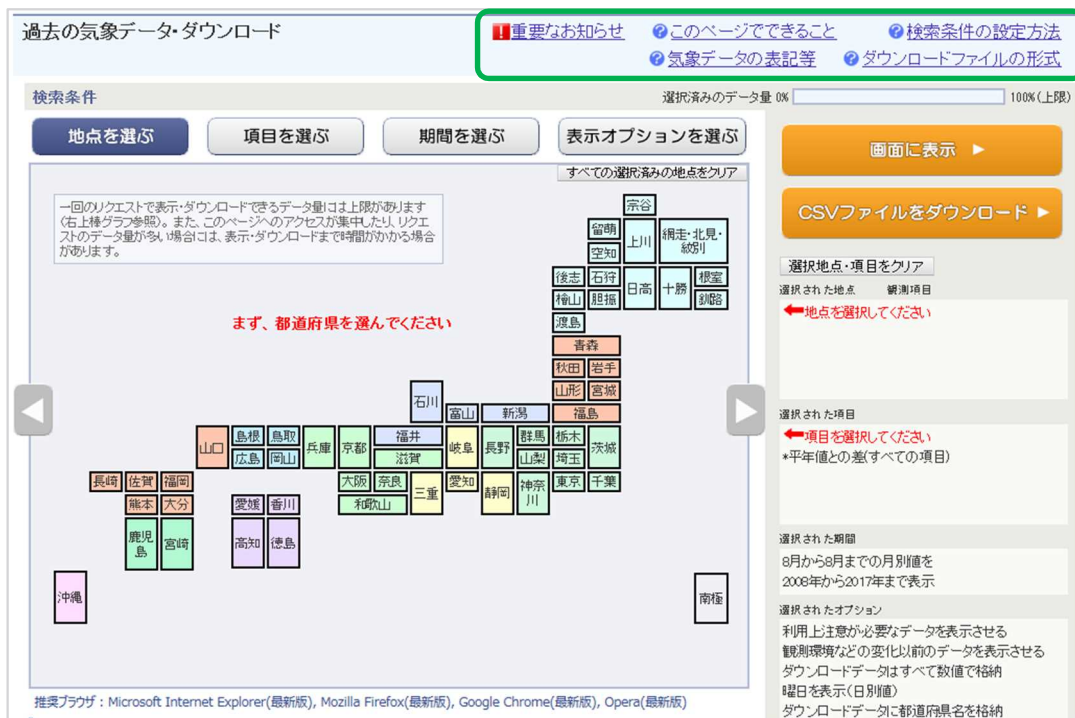 過去の気象データ・ダウンロード
重要なお知らせ
このページでできること
検索条件の設定方法
気象データの表記等
ダウンロードファイルの形式
検索条件
選択済みのデータ量 0%
100%(上限)
地点を選ぶ
項目を選ぶ
期間を選ぶ
表示オプションを選ぶ
すべての選択済みの地点をクリア
一回のリクエストで表示・ダウンロードできるデータ量には上限があります
(右上棒グラフ参照)。また、このページへのアクセスが集中したり、リクエ
ストのデータ量が多い場合には、表示・ダウンロードまで時間がかかる場合
があります。
まず、都道府県を選んでください
宗谷
留萌
上川
網走・北見・
紋別
空知
後志
石狩
日高
十勝
根室
檜山
胆振
釧路
渡島
青森
秋田
岩手
山形
宮城
石川
富山
新潟
福島
山口
島根
鳥取
兵庫
京都
福井
岐阜
長野
群馬
栃木
茨城
広島
岡山
滋賀
山梨
埼玉
長崎
佐賀
福岡
大阪
奈良
三重
愛知
静岡
神奈
川
東京
千葉
熊本
大分
愛媛
香川
和歌山
鹿児
島
宮崎
高知
徳島
沖縄
南極
画面に表示
CSVファイルをダウンロード
選択地点・項目をクリア
選択された地点 観測項目
地点を選択してください
選択された項目
項目を選択してください
*平年値との差(すべての項目)
選択された期間
8月から8月までの月別値を
2008年から2017年まで表示
選択されたオプション
利用上注意が必要なデータを表示させる
観測環境などの変化以前のデータを表示させる
ダウンロードデータはすべて数値で格納
曜日を表示(日別値)
ダウンロードデータに都道府県名を格納
推奨ブラウザ : Microsoft Internet Explorer(最新版), Mozilla Firefox(最新版), Google Chrome(最新版), Opera(最新版)